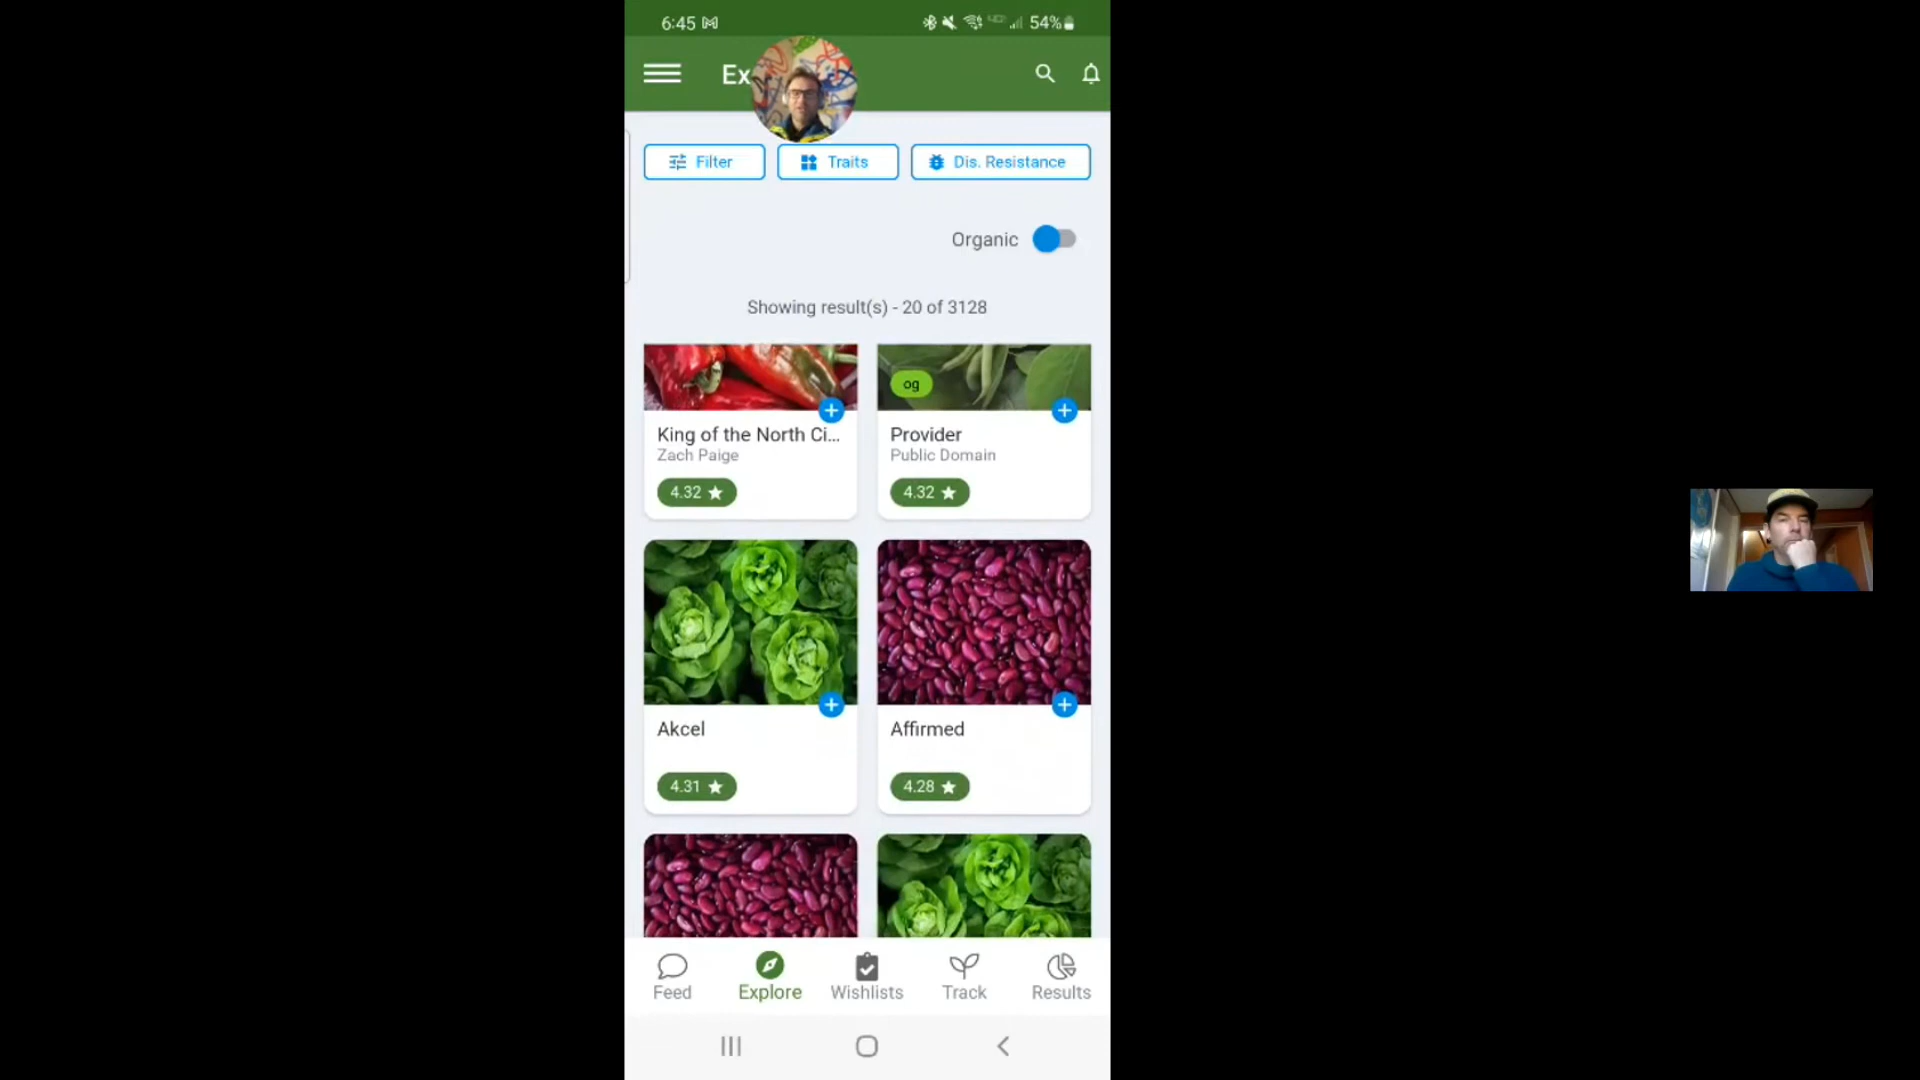 6:45
54%
Ex
Filter
Traits
Dis. Resistance
Organic
Showing result(s) - 20 of 3128
og
King of the North Ci...
Zach Paige
4.32
Provider
Public Domain
4.32
Akcel
4.31
Affirmed
4.28
Feed
Explore
Wishlists
Track
Results